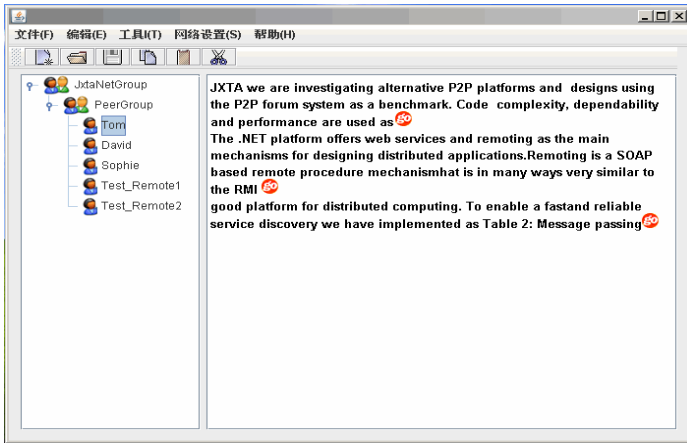 文件(F) 编辑(E) 工具(T) 网络设置(S) 帮助(H)
JxtaNetGroup
PeerGroup
Tom
David
Sophie
Test_Remote1
Test_Remote2
JXTA we are investigating alternative P2P platforms and designs using
the P2P forum system as a benchmark. Code complexity, dependability
and performance are used as go
The .NET platform offers web services and remoting as the main
mechanisms for designing distributed applications.Remoting is a SOAP
based remote procedure mechanismhat is in many ways very similar to
the RMI go
good platform for distributed computing. To enable a fastand reliable
service discovery we have implemented as Table 2: Message passing go